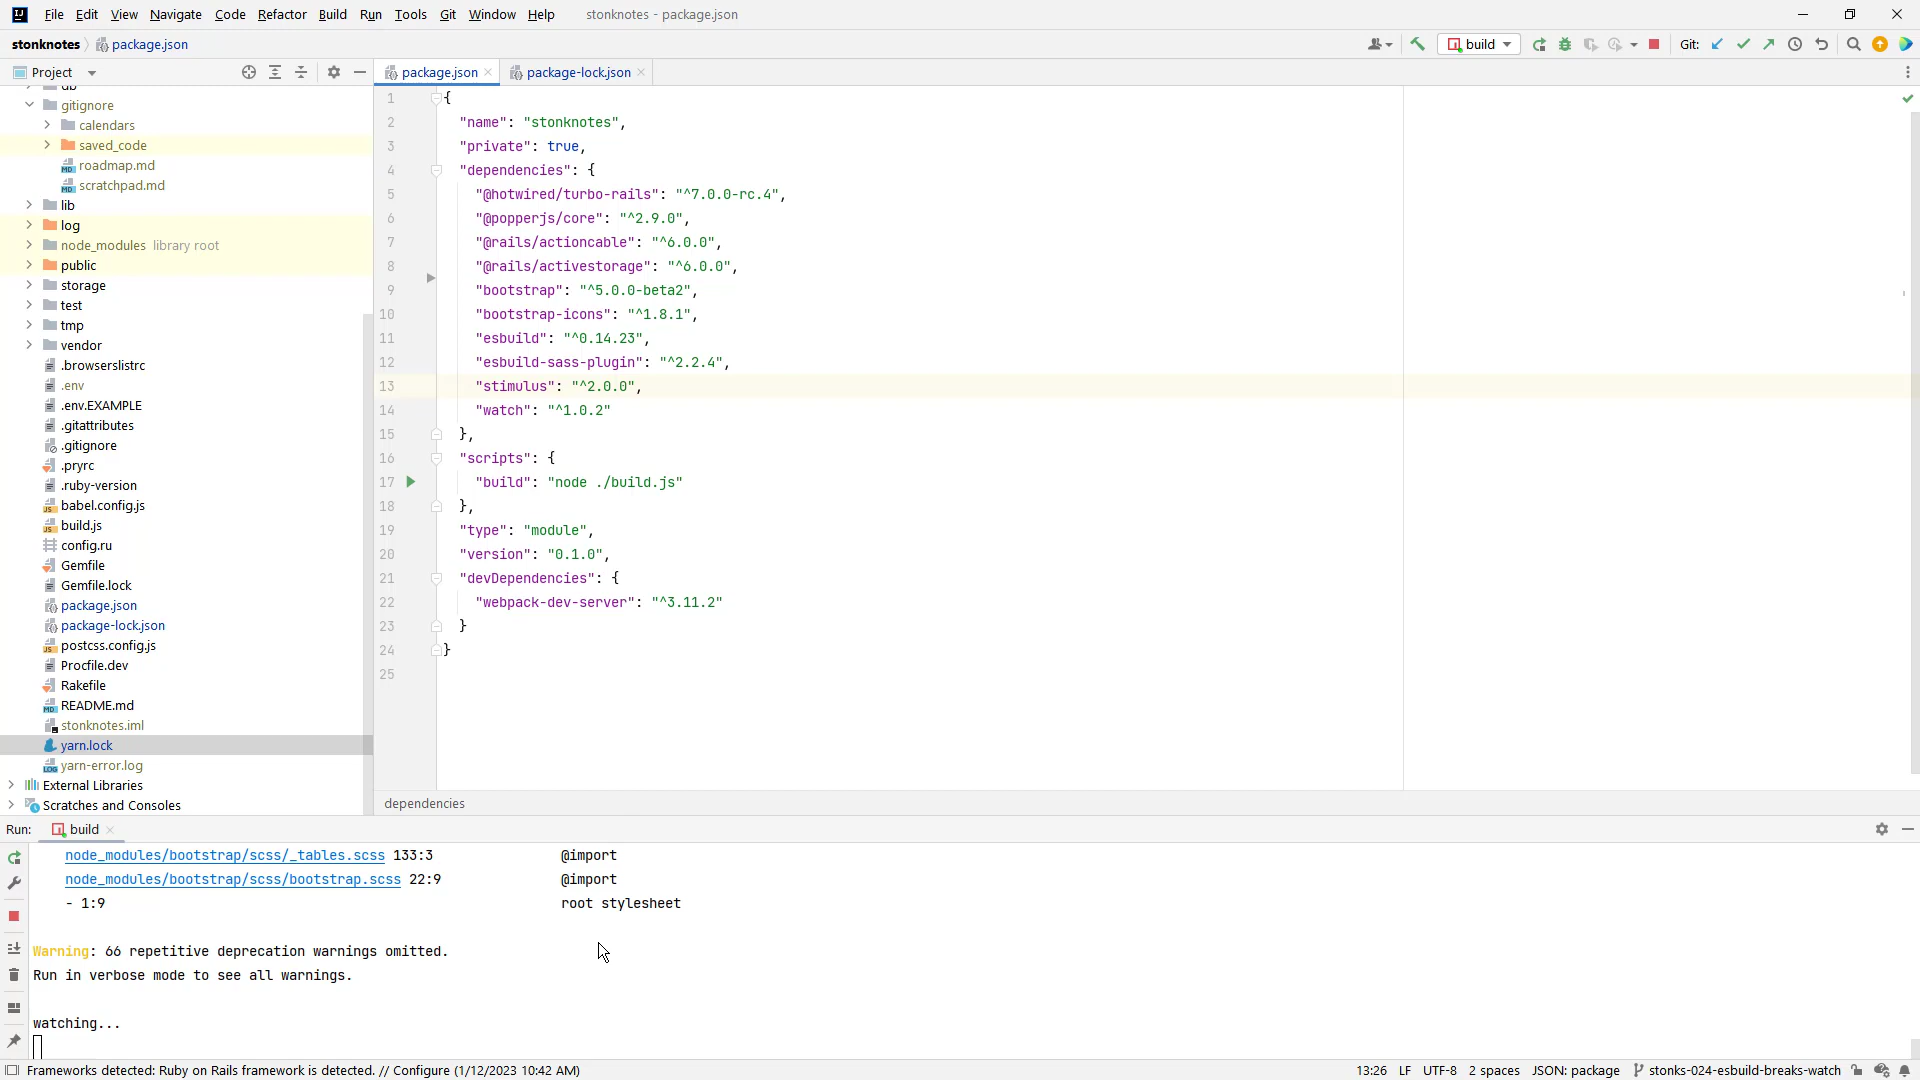 File Edit View Navigate Code Refactor Build Run Tools Git Window Help stonknotes - package.json
stonknotes package.json build Git:
Project
package.json package-lock.json
db
gitignore
calendars
saved_code
roadmap.md
scratchpad.md
lib
log
node_modules library root
public
storage
test
tmp
vendor
.browserslistrc
.env
.env.EXAMPLE
.gitattributes
.gitignore
.pryrc
.ruby-version
babel.config.js
build.js
config.ru
Gemfile
Gemfile.lock
package.json
package-lock.json
postcss.config.js
Procfile.dev
Rakefile
README.md
stonknotes.iml
yarn.lock
yarn-error.log
External Libraries
Scratches and Consoles
1 {
2 "name": "stonknotes",
3 "private": true,
4 "dependencies": {
5 "@hotwired/turbo-rails": "^7.0.0-rc.4",
6 "@popperjs/core": "^2.9.0",
7 "@rails/actioncable": "^6.0.0",
8 "@rails/activestorage": "^6.0.0",
9 "bootstrap": "^5.0.0-beta2",
10 "bootstrap-icons": "^1.8.1",
11 "esbuild": "^0.14.23",
12 "esbuild-sass-plugin": "^2.2.4",
13 "stimulus": "^2.0.0",
14 "watch": "^1.0.2"
15 },
16 "scripts": {
17 "build": "node ./build.js"
18 },
19 "type": "module",
20 "version": "0.1.0",
21 "devDependencies": {
22 "webpack-dev-server": "^3.11.2"
23 }
24 }
25
dependencies
Run: build
node_modules/bootstrap/scss/_tables.scss 133:3 @import
node_modules/bootstrap/scss/bootstrap.scss 22:9 @import
- 1:9 root stylesheet
Warning: 66 repetitive deprecation warnings omitted.
Run in verbose mode to see all warnings.
watching...
Frameworks detected: Ruby on Rails framework is detected. // Configure (1/12/2023 10:42 AM) 13:26 LF UTF-8 2 spaces JSON: package stonks-024-esbuild-breaks-watch